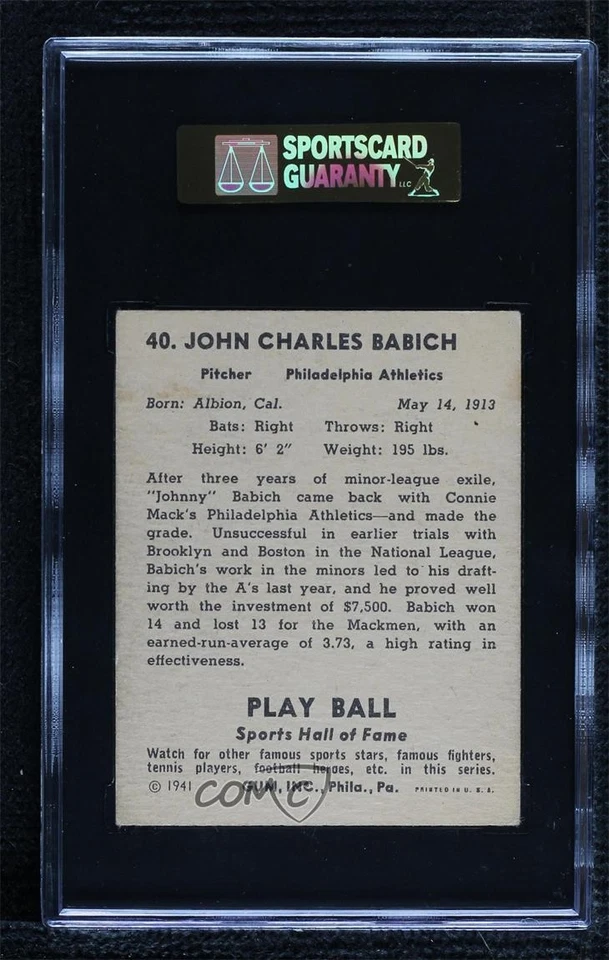 SPORTSCARD
GUARANTY LLC
40. JOHN CHARLES BABICH
Pitcher Philadelphia Athletics
Born: Albion, Cal. May 14, 1913
Bats: Right Throws: Right
Height: 6' 2" Weight: 195 lbs.
After three years of minor-league exile,
"Johnny" Babich came back with Connie
Mack's Philadelphia Athletics—and made the
grade. Unsuccessful in earlier trials with
Brooklyn and Boston in the National League,
Babich's work in the minors led to his draft-
ing by the A's last year, and he proved well
worth the investment of $7,500. Babich won
14 and lost 13 for the Mackmen, with an
earned-run-average of 3.73, a high rating in
effectiveness.
PLAY BALL
Sports Hall of Fame
Watch for other famous sports stars, famous fighters,
tennis players, football heroes, etc. in this series.
© 1941 GUM, INC., Phila., Pa. PRINTED IN U. S. A.
COMC